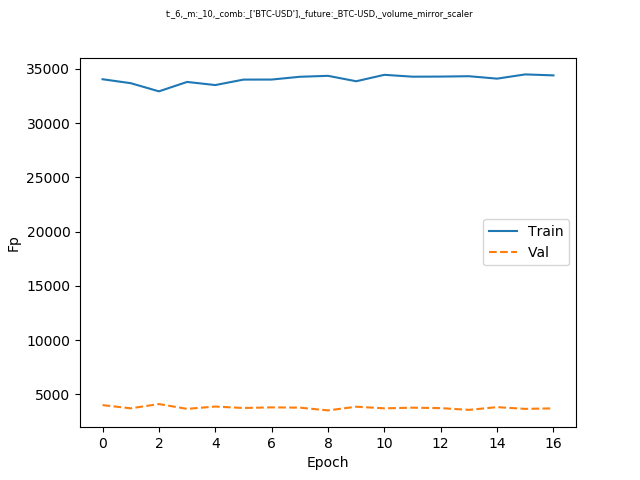 t:_6,_m:_10,_comb:_['BTC-USD'],_future:_BTC-USD,_volume_mirror_scaler
35000
30000
25000
20000
15000
10000
5000
Fp
Train
Val
0 2 4 6 8 10 12 14 16
Epoch